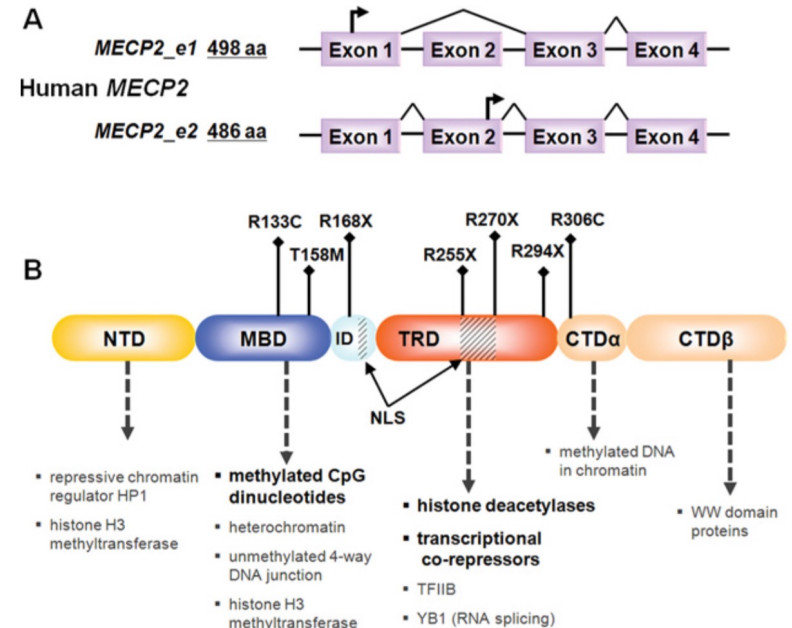 A
MECP2_e1 498 aa
Exon 1 Exon 2 Exon 3 Exon 4
Human MECP2
MECP2_e2 486 aa
Exon 1 Exon 2 Exon 3 Exon 4
B
R133C R168X R270X R306C
T158M R255X R294X
NTD MBD ID TRD CTDα CTDβ
NLS
▪ repressive chromatin
regulator HP1
▪ histone H3
methyltransferase
▪ methylated CpG
dinucleotides
▪ heterochromatin
▪ unmethylated 4-way
DNA junction
▪ histone H3
methyltransferase
▪ histone deacetylases
▪ transcriptional
co-repressors
▪ TFIIB
▪ YB1 (RNA splicing)
▪ methylated DNA
in chromatin
▪ WW domain
proteins